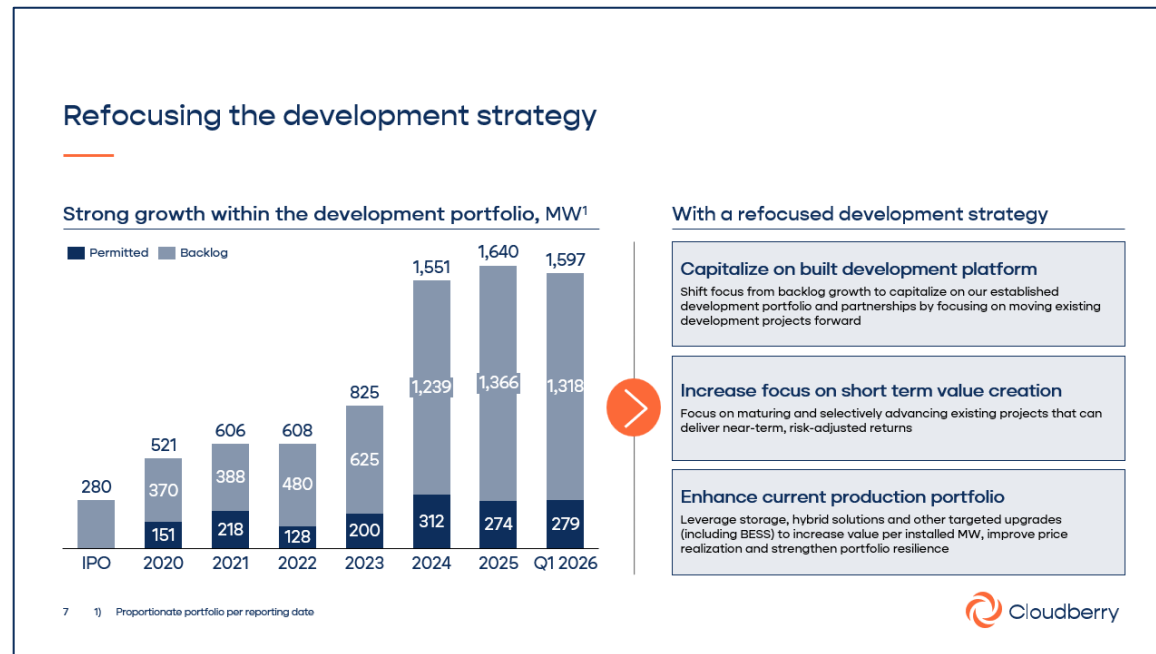 Refocusing the development strategy
Strong growth within the development portfolio, MW¹
Permitted
Backlog
280
521
370
151
606
388
218
608
480
128
825
625
200
1,551
1,239
312
1,640
1,366
274
1,597
1,318
279
IPO
2020
2021
2022
2023
2024
2025
Q1 2026
With a refocused development strategy
Capitalize on built development platform
Shift focus from backlog growth to capitalize on our established
development portfolio and partnerships by focusing on moving existing
development projects forward
Increase focus on short term value creation
Focus on maturing and selectively advancing existing projects that can
deliver near-term, risk-adjusted returns
Enhance current production portfolio
Leverage storage, hybrid solutions and other targeted upgrades
(including BESS) to increase value per installed MW, improve price
realization and strengthen portfolio resilience
7 1) Proportionate portfolio per reporting date
Cloudberry